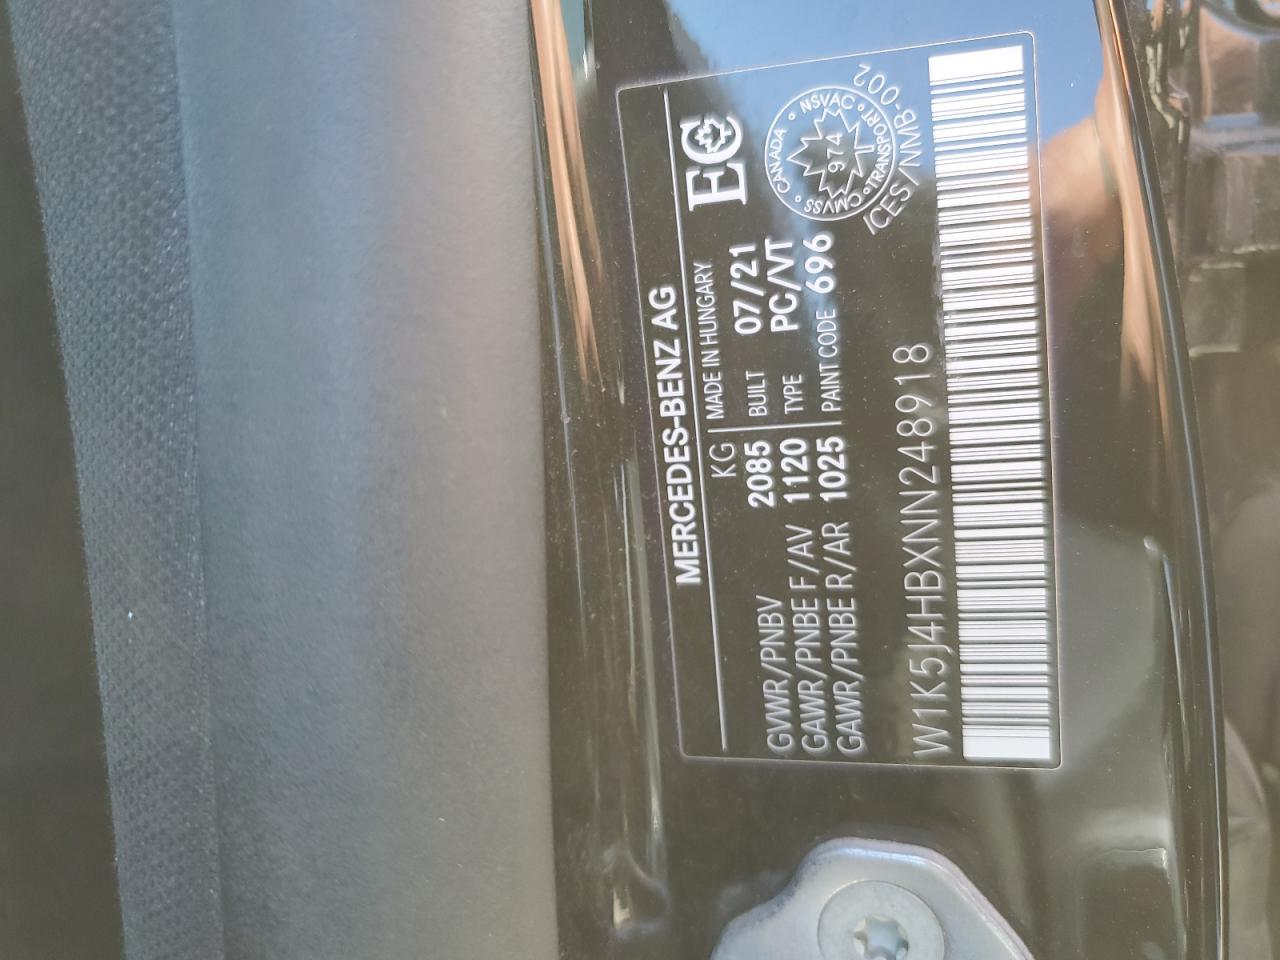 MERCEDES-BENZ AG
KG MADE IN HUNGARY
GVWR/PNBV 2085 BUILT 07/21
GAWR/PNBE F/AV 1120 TYPE PC/VT
GAWR/PNBE R/AR 1025 PAINT CODE 696
EC
CANADA • NSVAC • TRANSPORT • CMVSS •
974
ICES/NMB-002
W1K5J4HBXNN248918